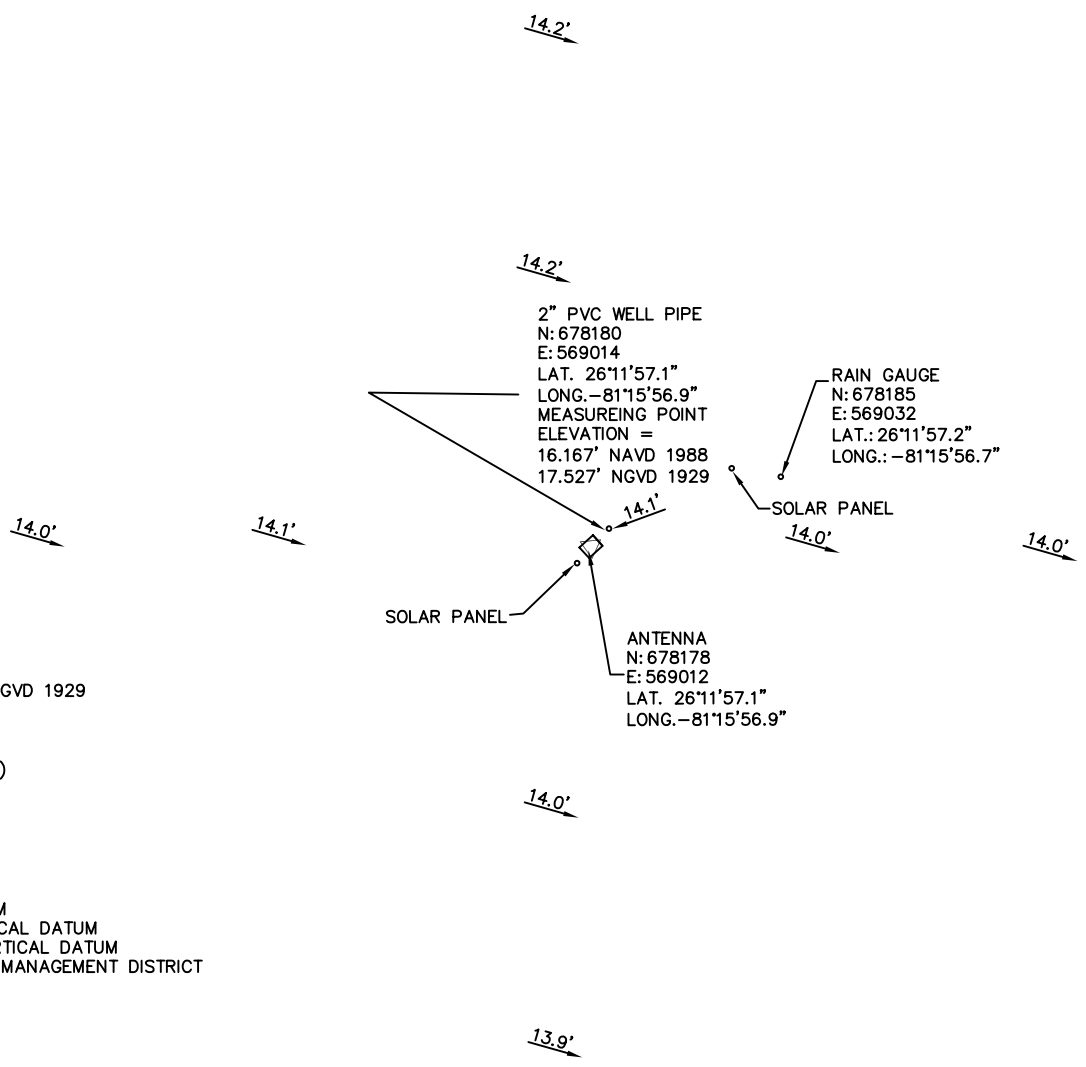 14.2'
14.2'
2" PVC WELL PIPE
N:678180
E:569014
LAT. 26°11'57.1"
LONG.-81°15'56.9"
MEASUREING POINT
ELEVATION =
16.167' NAVD 1988
17.527' NGVD 1929
RAIN GAUGE
N:678185
E:569032
LAT.:26°11'57.2"
LONG.:-81°15'56.7"
SOLAR PANEL
14.1'
14.0'
14.1'
14.0'
14.0'
SOLAR PANEL
ANTENNA
N:678178
E:569012
LAT. 26°11'57.1"
LONG.-81°15'56.9"
GVD 1929
)
14.0'
M
CAL DATUM
RTICAL DATUM
MANAGEMENT DISTRICT
13.9'